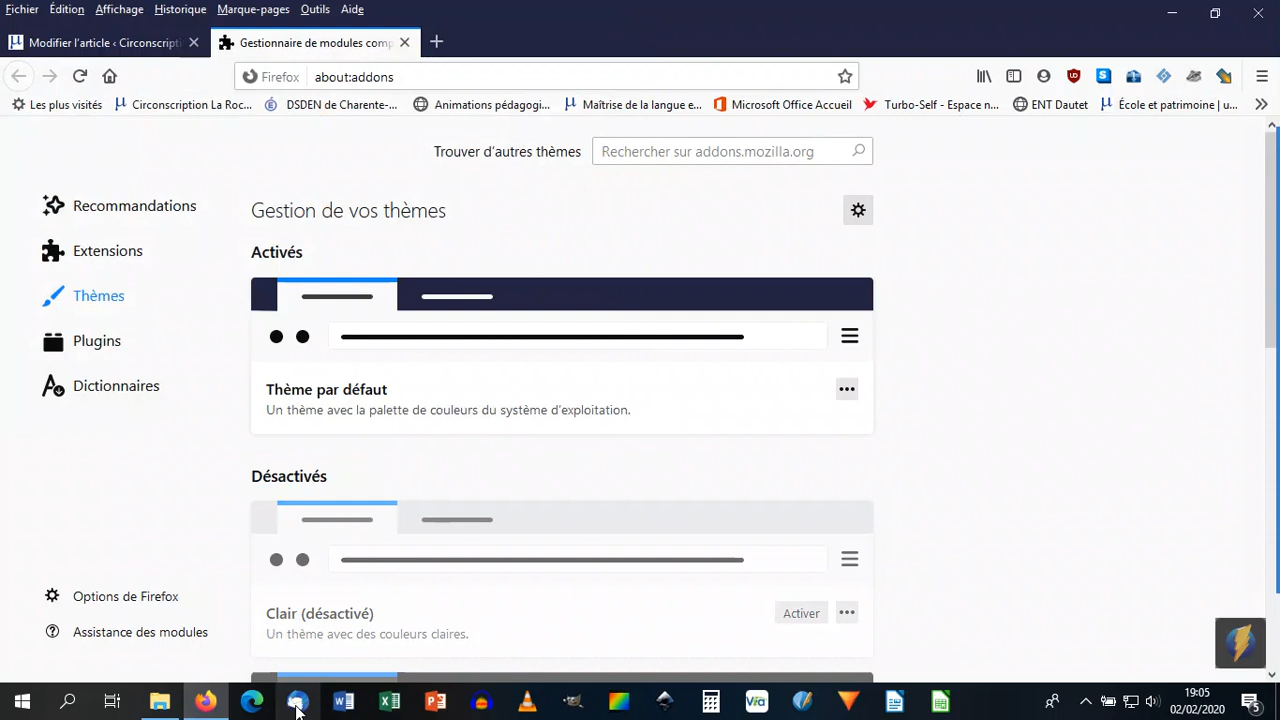 Fichier Édition Affichage Historique Marque-pages Outils Aide
Modifier l'article ‹ Circonscripti
Gestionnaire de modules comp
Firefox about:addons
Les plus visités Circonscription La Roc... DSDEN de Charente-... Animations pédagogi... Maîtrise de la langue e... Microsoft Office Accueil Turbo-Self - Espace n... ENT Dautet École et patrimoine | u...
Trouver d'autres thèmes Rechercher sur addons.mozilla.org
Recommandations
Gestion de vos thèmes
Extensions
Activés
Thèmes
Plugins
Dictionnaires
Thème par défaut
Un thème avec la palette de couleurs du système d'exploitation.
Désactivés
Options de Firefox
Clair (désactivé) Activer
Assistance des modules
Un thème avec des couleurs claires.
19:05
02/02/2020
5